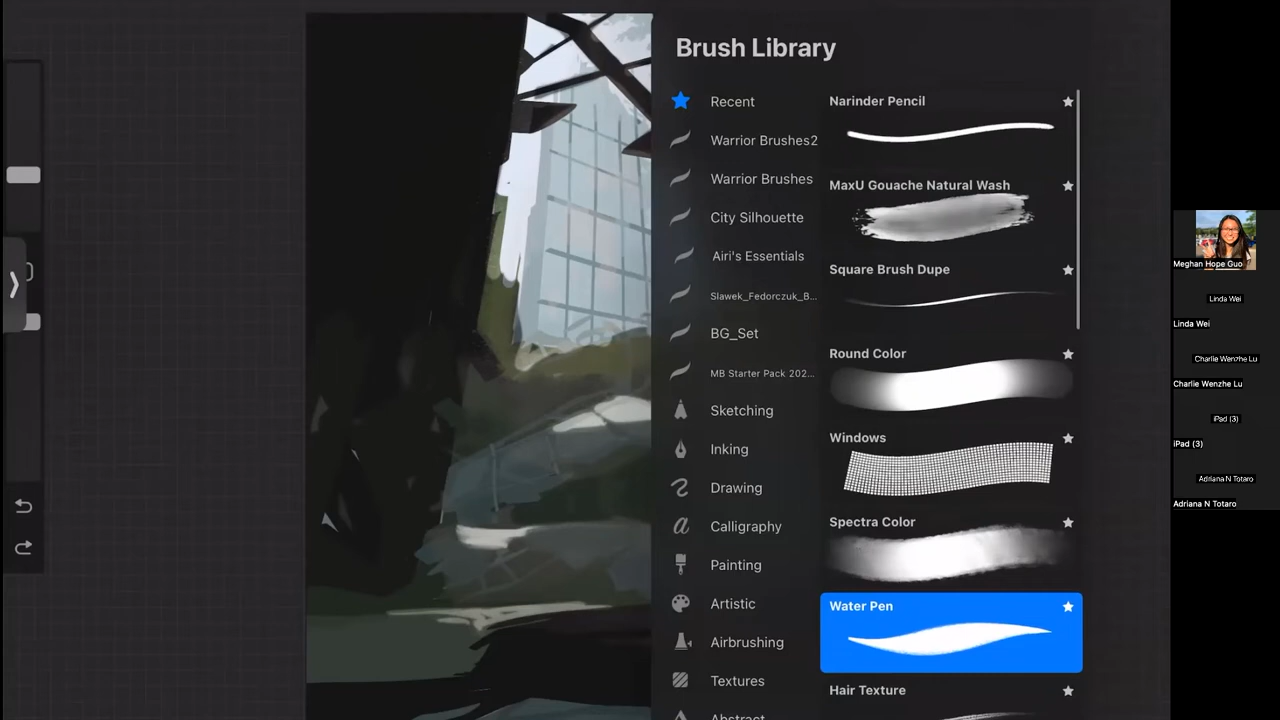 Brush Library
Recent
Warrior Brushes2
Warrior Brushes
City Silhouette
Airi's Essentials
Slawek_Fedorczuk_B...
BG_Set
MB Starter Pack 202...
Sketching
Inking
Drawing
Calligraphy
Painting
Artistic
Airbrushing
Textures
Abstract
Narinder Pencil
MaxU Gouache Natural Wash
Square Brush Dupe
Round Color
Windows
Spectra Color
Water Pen
Hair Texture
Meghan Hope Guo
Linda Wei
Linda Wei
Charlie Wenzhe Lu
Charlie Wenzhe Lu
iPad (3)
iPad (3)
Adriana N Totaro
Adriana N Totaro